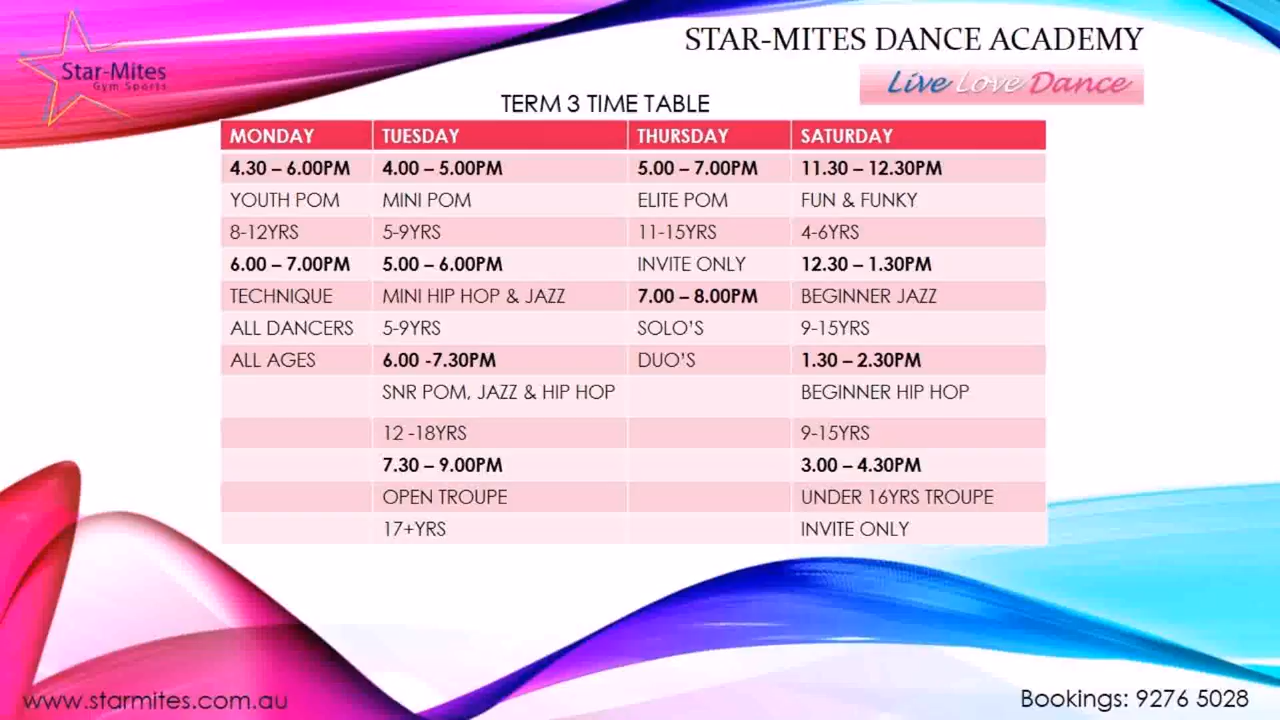 STAR-MITES DANCE ACADEMY
Star-Mites
Gym Sports
Live Love Dance
TERM 3 TIME TABLE
MONDAY TUESDAY THURSDAY SATURDAY
4.30 – 6.00PM 4.00 – 5.00PM 5.00 – 7.00PM 11.30 – 12.30PM
YOUTH POM MINI POM ELITE POM FUN & FUNKY
8-12YRS 5-9YRS 11-15YRS 4-6YRS
6.00 – 7.00PM 5.00 – 6.00PM INVITE ONLY 12.30 – 1.30PM
TECHNIQUE MINI HIP HOP & JAZZ 7.00 – 8.00PM BEGINNER JAZZ
ALL DANCERS 5-9YRS SOLO'S 9-15YRS
ALL AGES 6.00 -7.30PM DUO'S 1.30 – 2.30PM
SNR POM, JAZZ & HIP HOP BEGINNER HIP HOP
12 -18YRS 9-15YRS
7.30 – 9.00PM 3.00 – 4.30PM
OPEN TROUPE UNDER 16YRS TROUPE
17+YRS INVITE ONLY
www.starmites.com.au
Bookings: 9276 5028